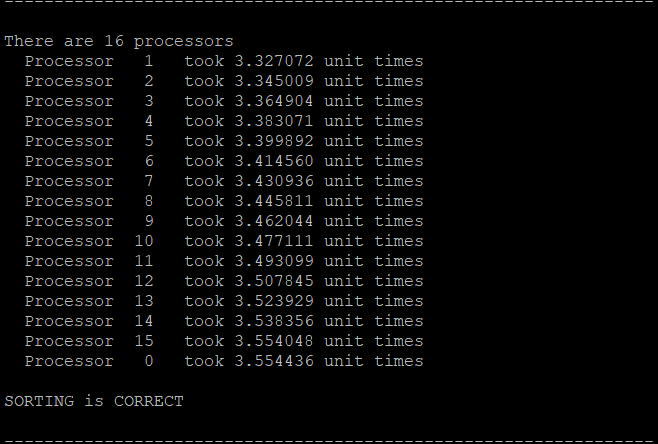 -----------------------------------------------------------------
There are 16 processors
  Processor   1   took 3.327072 unit times
  Processor   2   took 3.345009 unit times
  Processor   3   took 3.364904 unit times
  Processor   4   took 3.383071 unit times
  Processor   5   took 3.399892 unit times
  Processor   6   took 3.414560 unit times
  Processor   7   took 3.430936 unit times
  Processor   8   took 3.445811 unit times
  Processor   9   took 3.462044 unit times
  Processor  10   took 3.477111 unit times
  Processor  11   took 3.493099 unit times
  Processor  12   took 3.507845 unit times
  Processor  13   took 3.523929 unit times
  Processor  14   took 3.538356 unit times
  Processor  15   took 3.554048 unit times
  Processor   0   took 3.554436 unit times
SORTING is CORRECT
-----------------------------------------------------------------